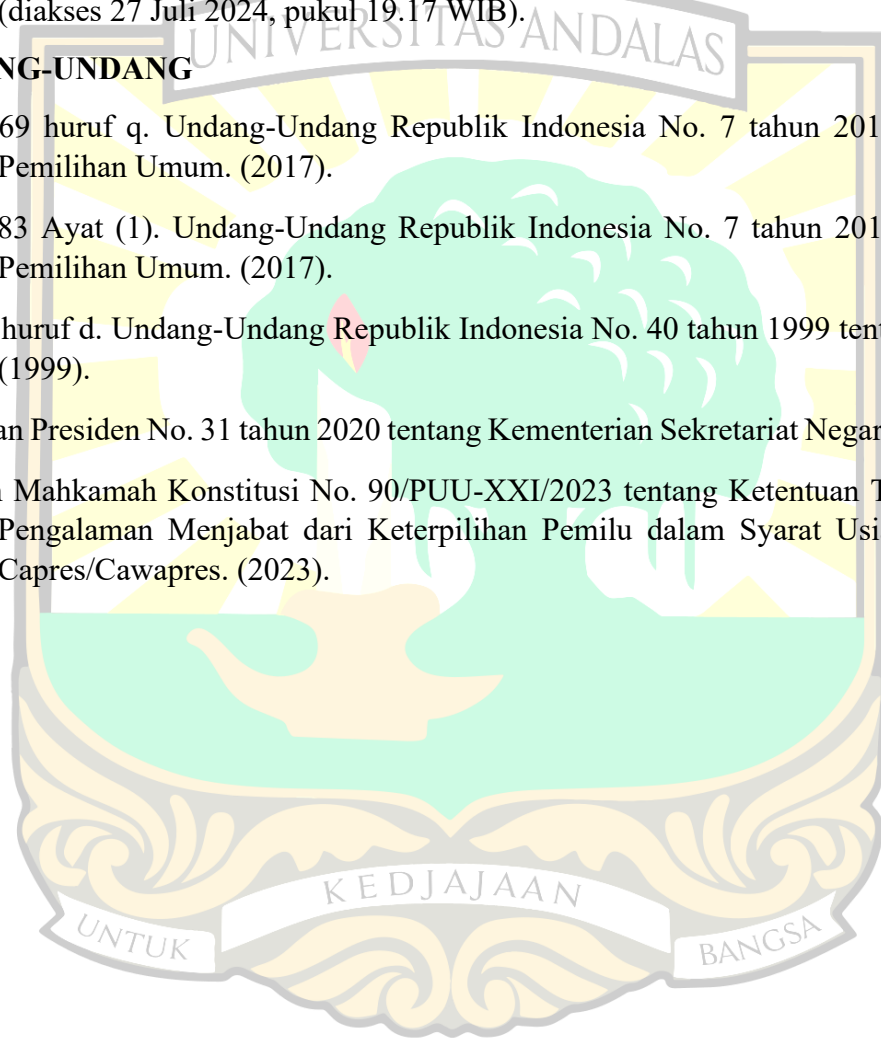 (diakses 27 Juli 2024, pukul 19.17 WIB).
UNIVERSITAS ANDALAS
NG-UNDANG
69 huruf q. Undang-Undang Republik Indonesia No. 7 tahun 201
Pemilihan Umum. (2017).
83 Ayat (1). Undang-Undang Republik Indonesia No. 7 tahun 201
Pemilihan Umum. (2017).
huruf d. Undang-Undang Republik Indonesia No. 40 tahun 1999 tent
(1999).
an Presiden No. 31 tahun 2020 tentang Kementerian Sekretariat Negar
n Mahkamah Konstitusi No. 90/PUU-XXI/2023 tentang Ketentuan T
Pengalaman Menjabat dari Keterpilihan Pemilu dalam Syarat Usi
Capres/Cawapres. (2023).
UNTUK KEDJAJAAN BANGSA